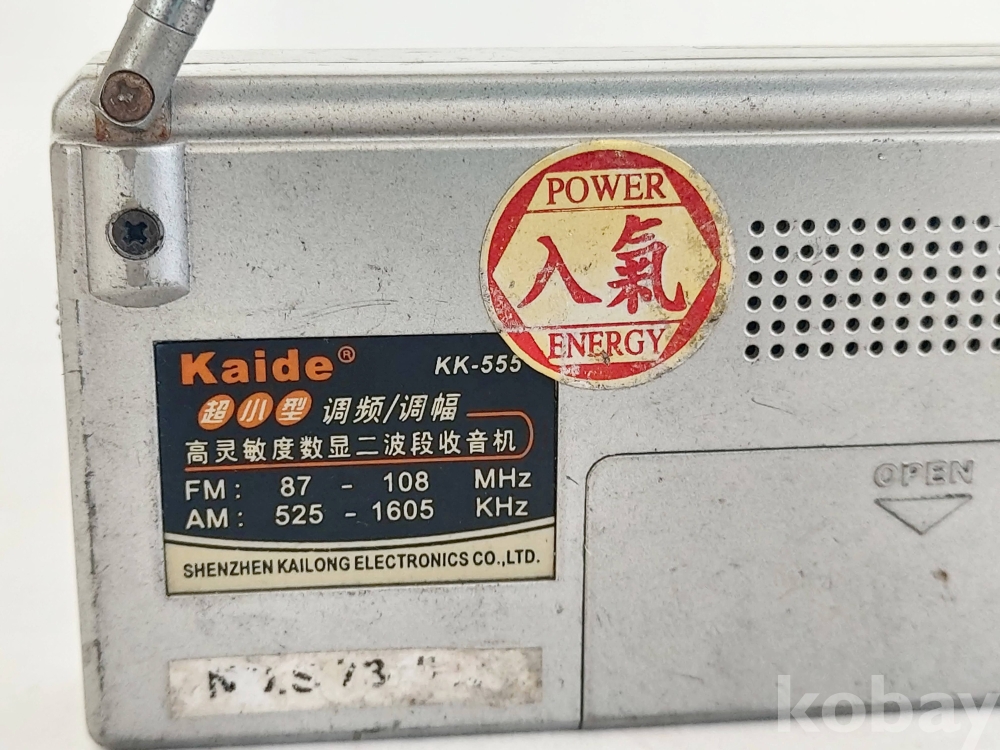 POWER
入氣
ENERGY
Kaide® KK-555
超小型 调频/调幅
高灵敏度数显二波段收音机
FM: 87 - 108 MHz
AM: 525 - 1605 KHz
SHENZHEN KAILONG ELECTRONICS CO.,LTD.
OPEN
73
kobay